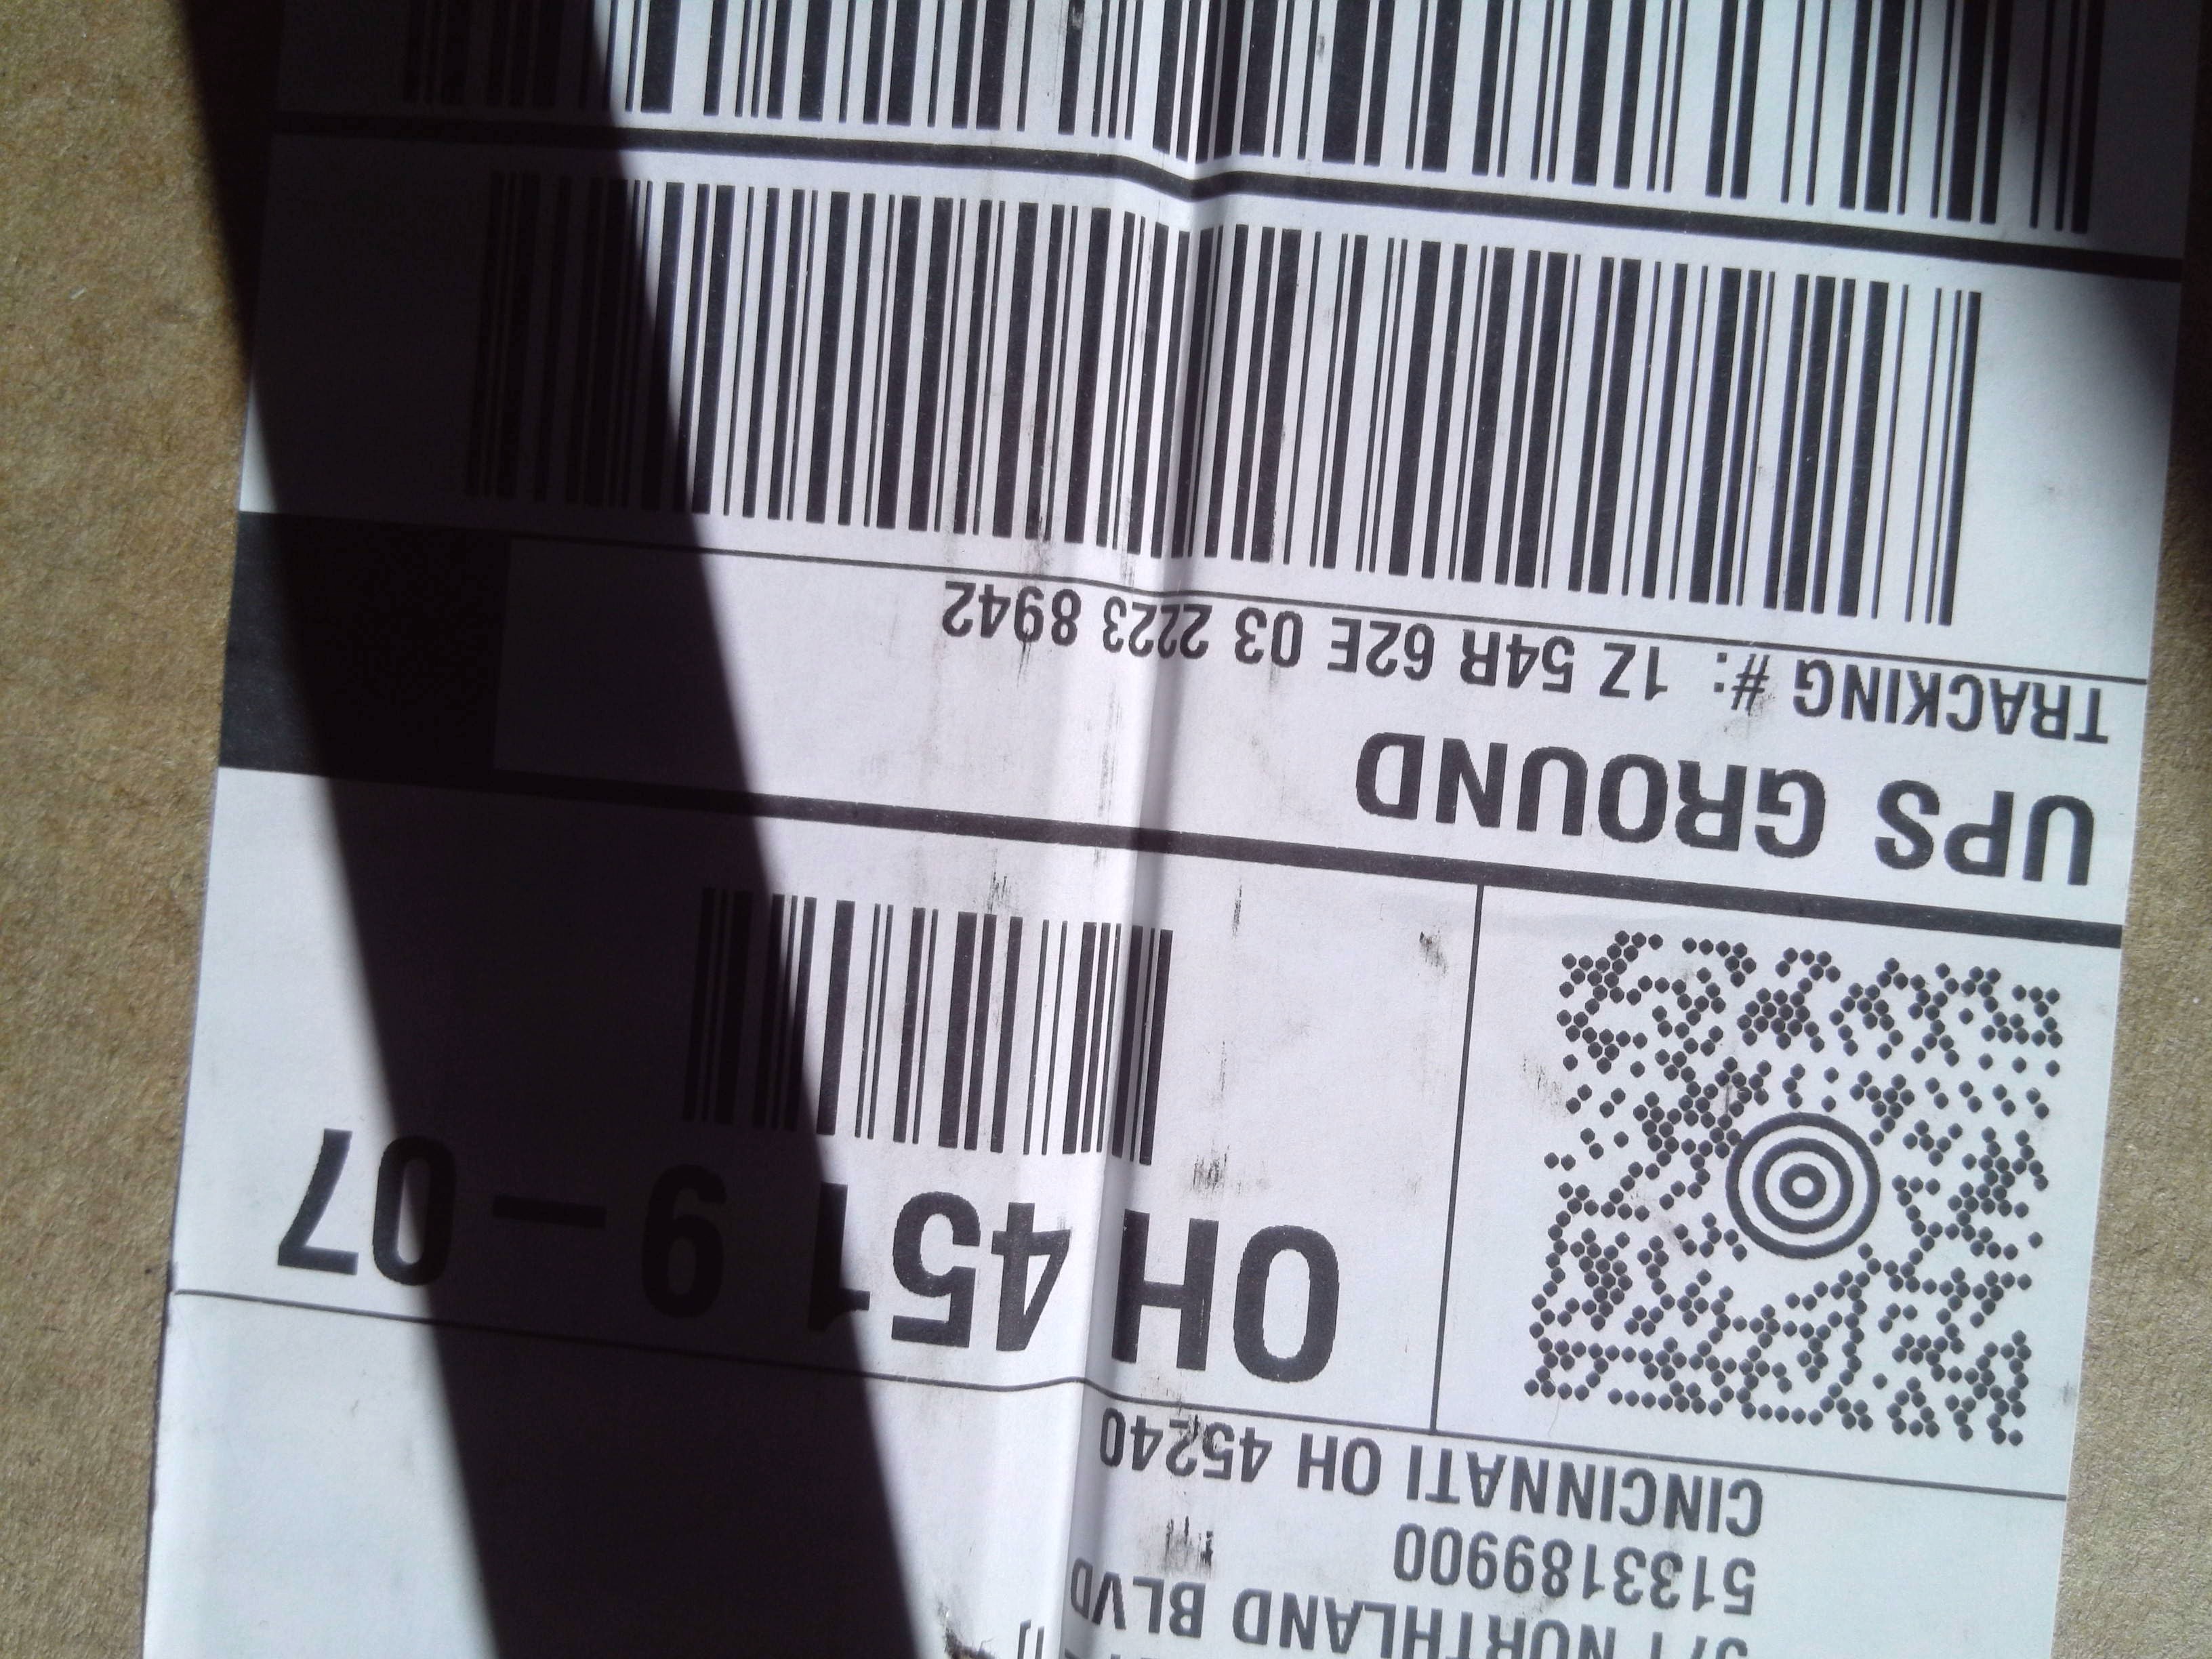 NORTHLAND BLVD
5133189900
CINCINNATI OH 45240
OH 451 9-07
UPS GROUND
TRACKING #: 1Z 54R 62E 03 2223 8942